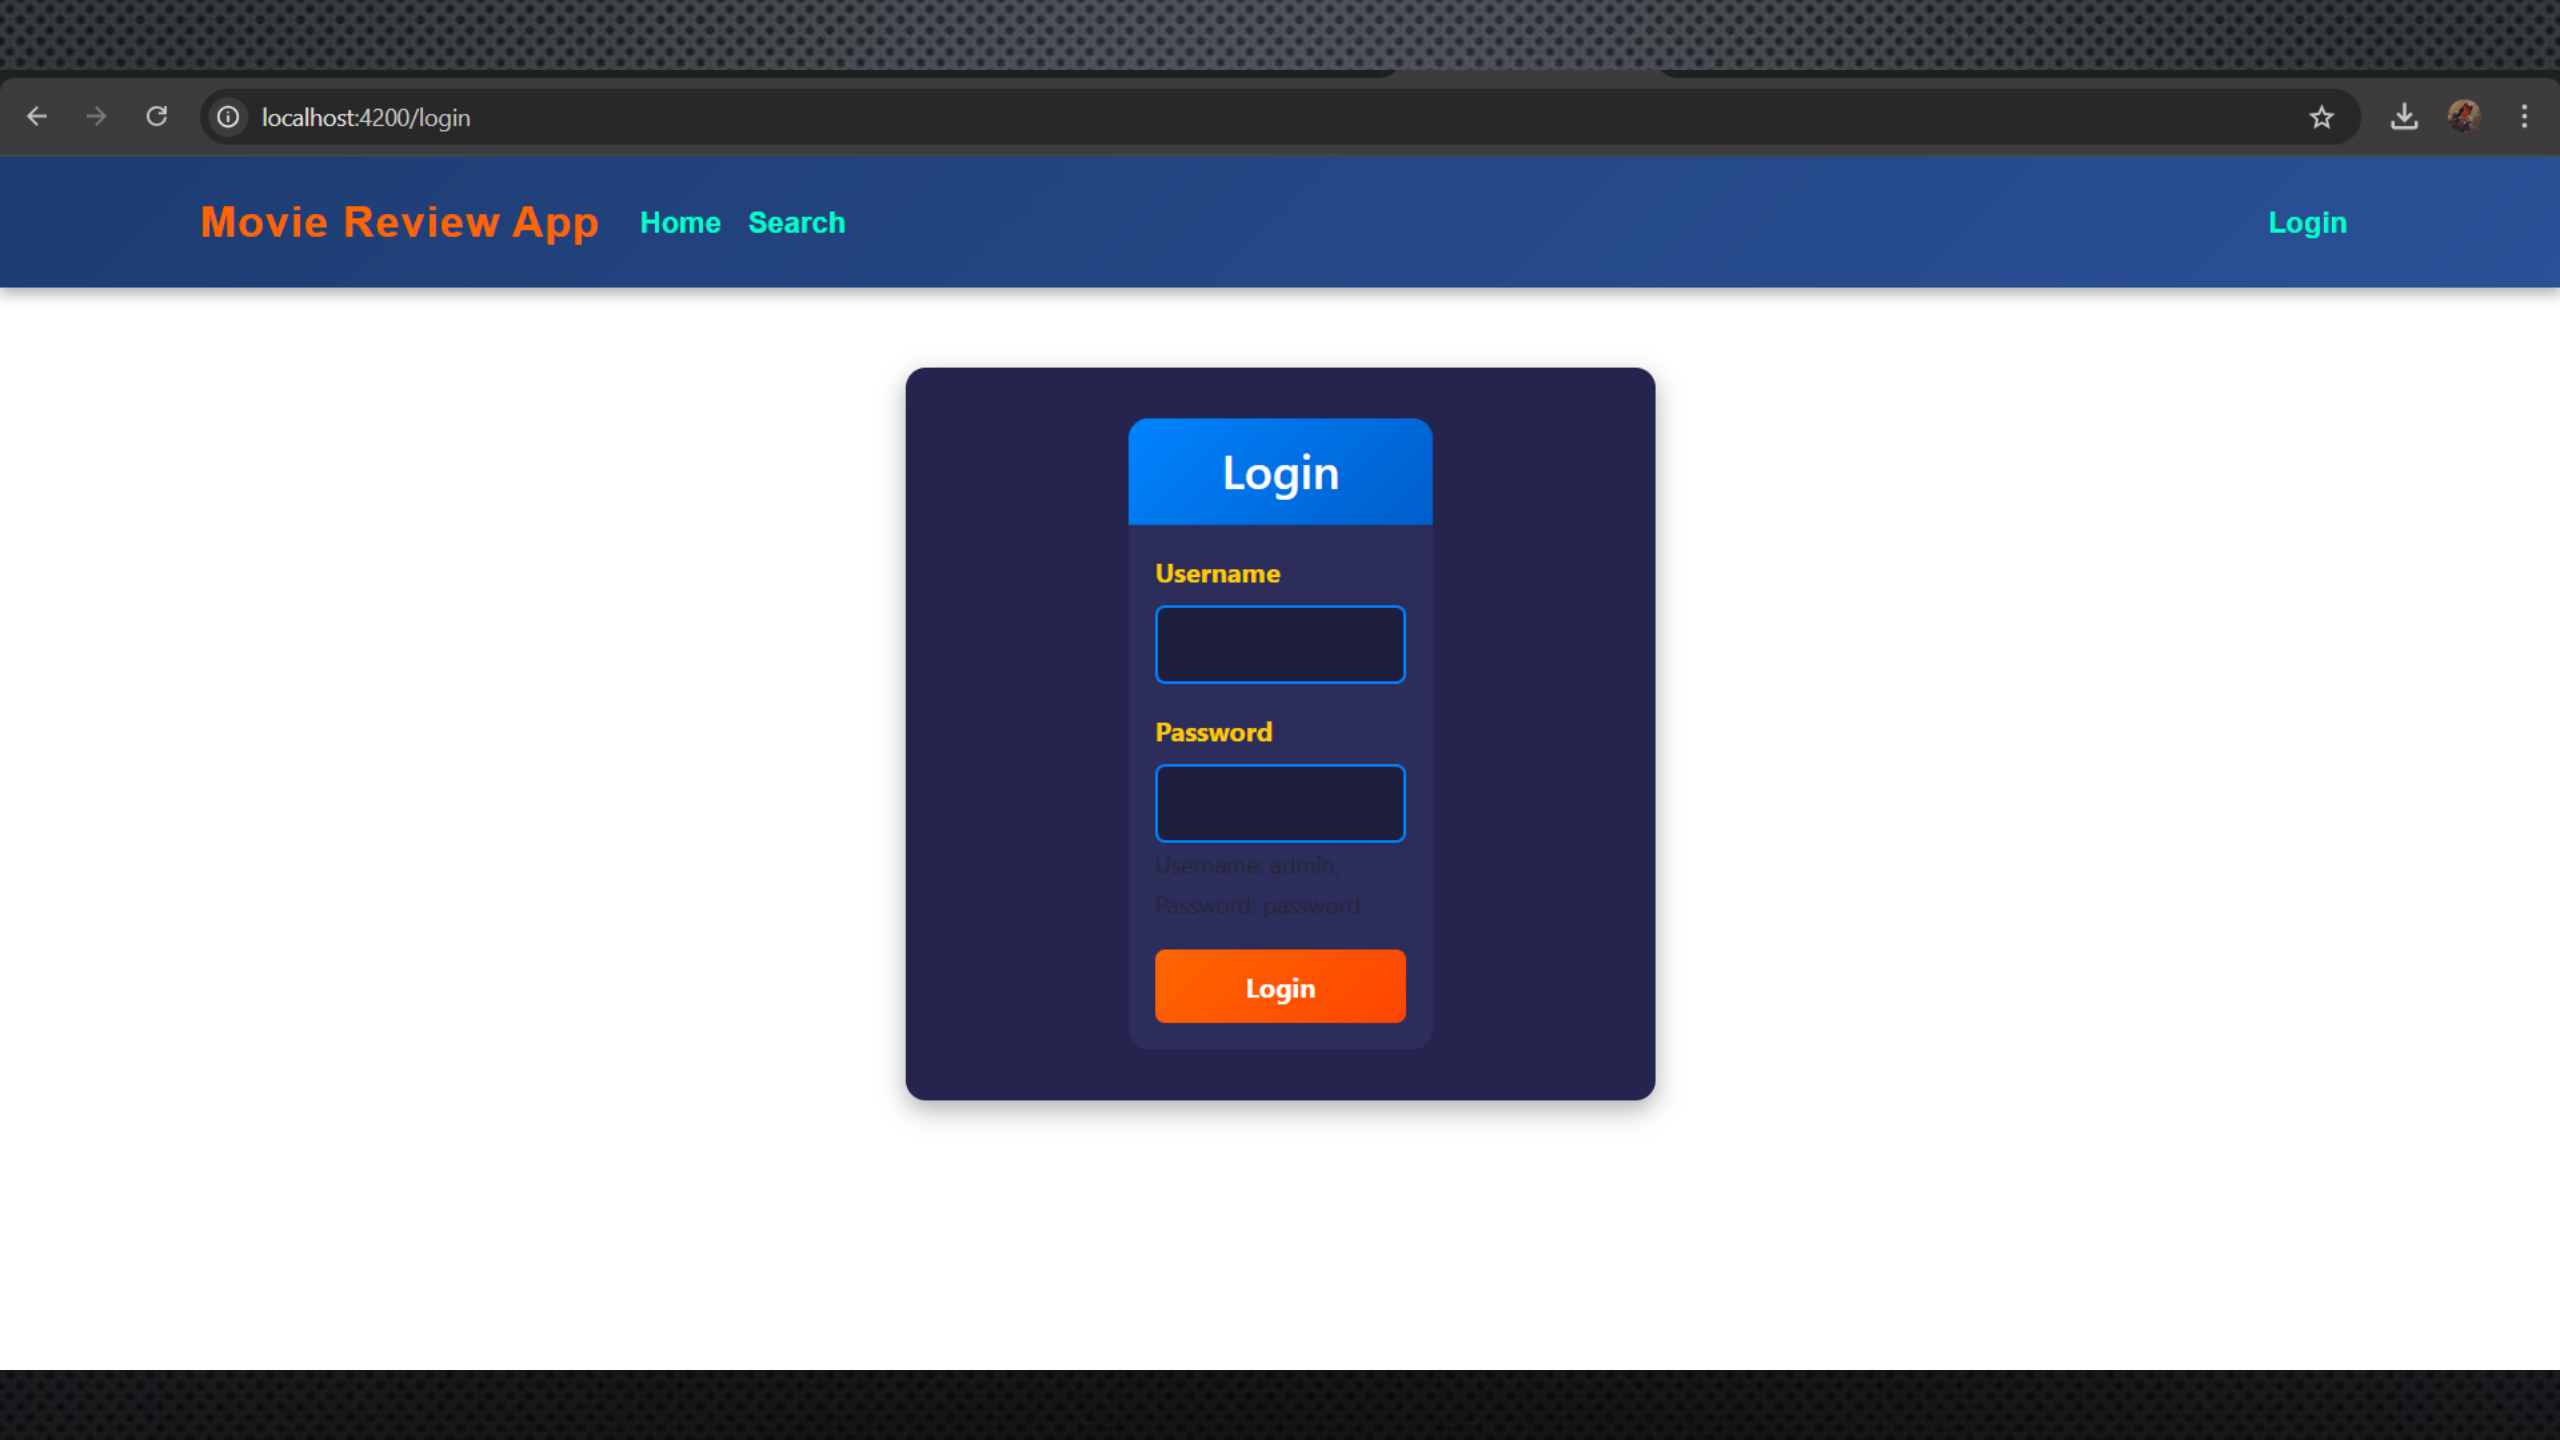 localhost:4200/login
Movie Review App Home Search Login
Login
Username
Password
Username: admin,
Password: password
Login